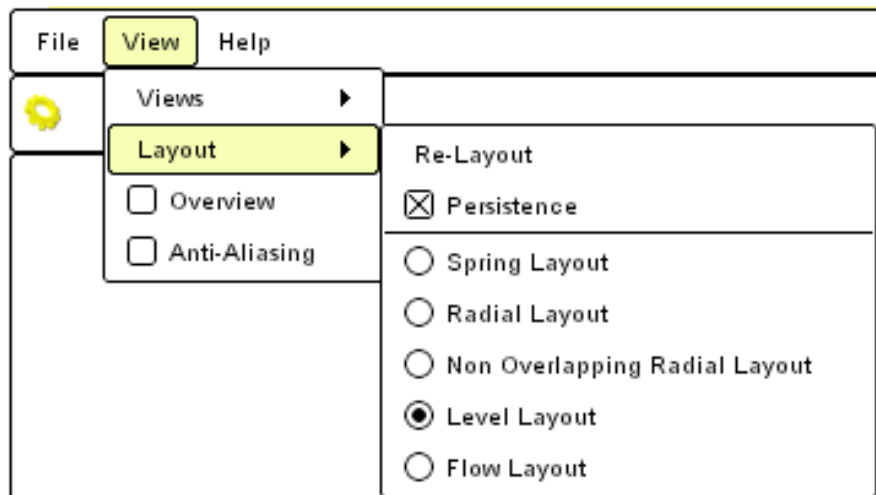 File View Help
Views
Layout
Overview
Anti-Aliasing
Re-Layout
Persistence
Spring Layout
Radial Layout
Non Overlapping Radial Layout
Level Layout
Flow Layout